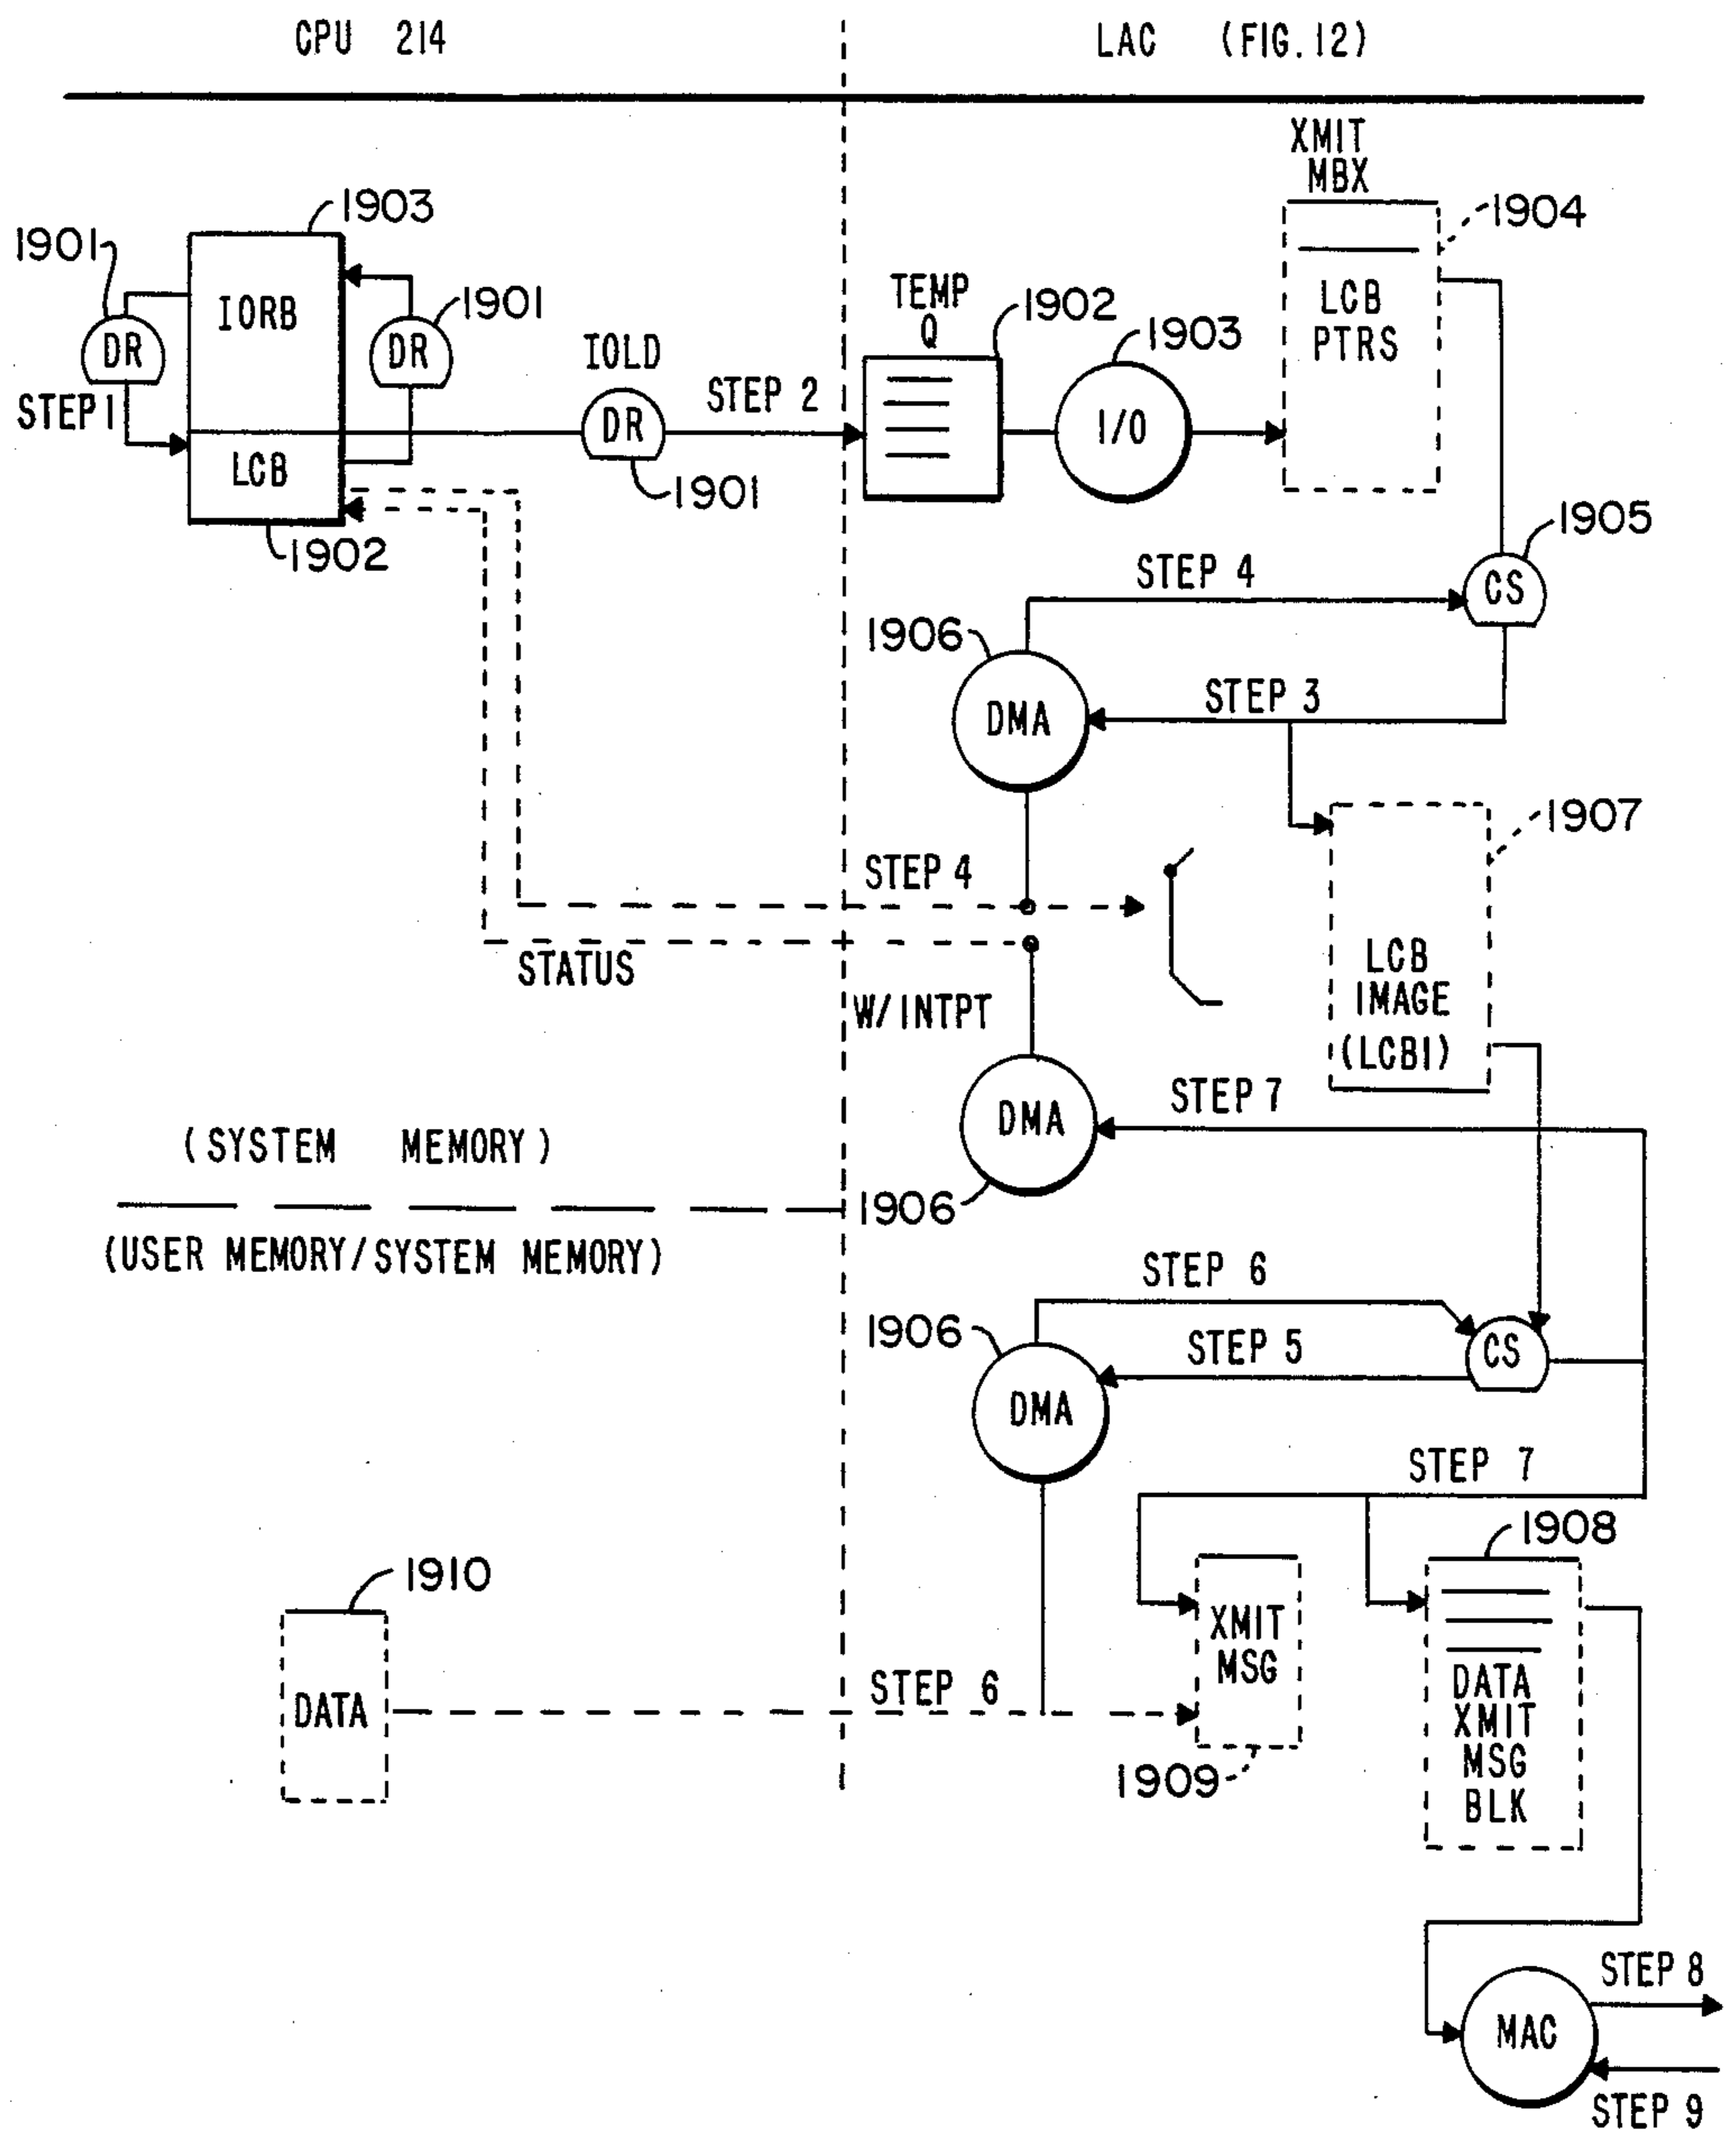 CPU 214
LAC (FIG. 12)
XMIT
MBX
1903
1904
1901
1901
IORB
DR
DR
TEMP
Q
1902
1903
LCB
PTRS
IOLD
STEP 1
STEP 2
DR
I/O
LCB
1901
1902
1905
STEP 4
CS
1906
STEP 3
DMA
1907
STEP 4
STATUS
LCB
IMAGE
(LCBI)
W/INTPT
STEP 7
DMA
(SYSTEM MEMORY)
1906
(USER MEMORY/SYSTEM MEMORY)
STEP 6
1906
STEP 5
CS
DMA
STEP 7
1908
1910
XMIT
MSG
DATA
STEP 6
DATA
XMIT
MSG
BLK
1909
STEP 8
MAC
STEP 9